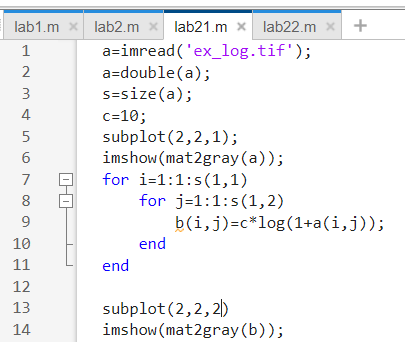 lab1.m × lab2.m × lab21.m × lab22.m × +
1 a=imread('ex_log.tif');
2 a=double(a);
3 s=size(a);
4 c=10;
5 subplot(2,2,1);
6 imshow(mat2gray(a));
7 for i=1:1:s(1,1)
8 for j=1:1:s(1,2)
9 b(i,j)=c*log(1+a(i,j));
10 end
11 end
12
13 subplot(2,2,2)
14 imshow(mat2gray(b));